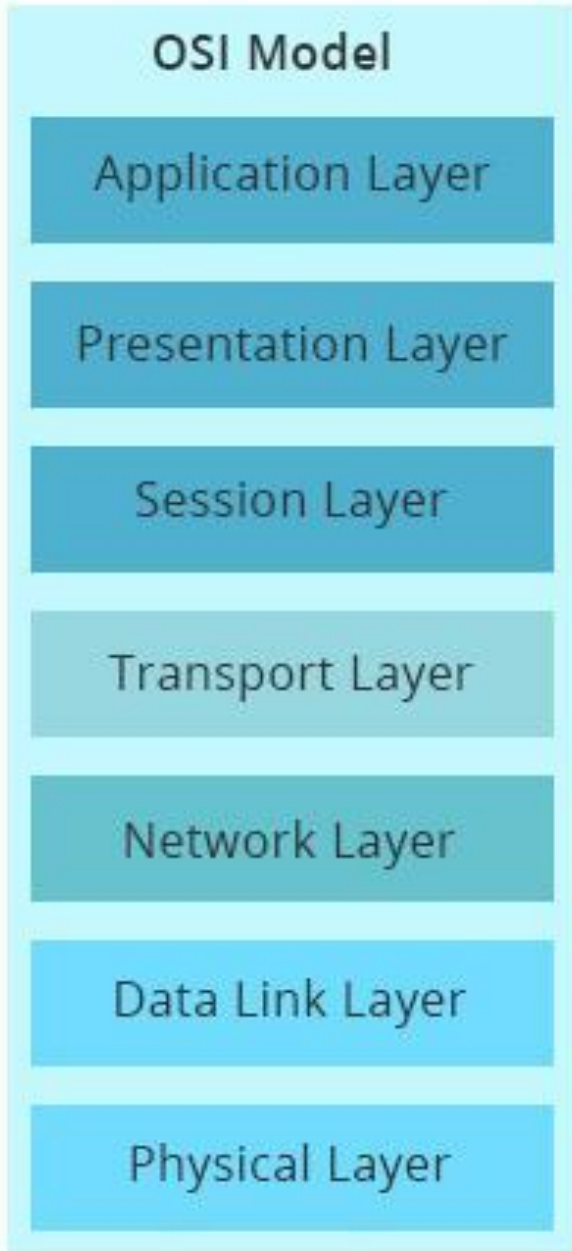 OSI Model
Application Layer
Presentation Layer
Session Layer
Transport Layer
Network Layer
Data Link Layer
Physical Layer